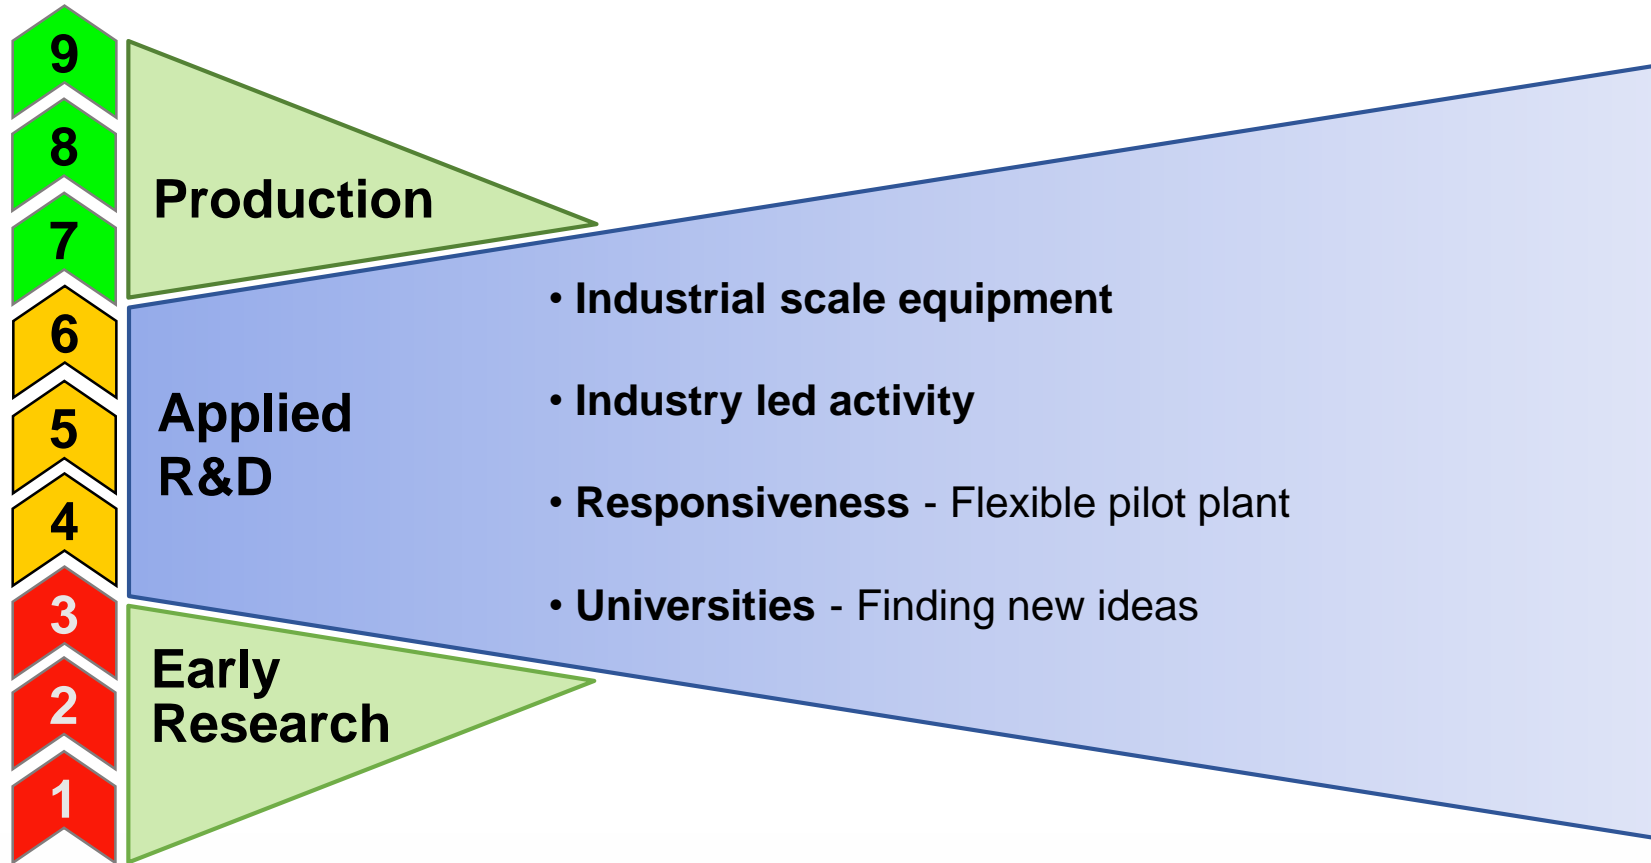 9
8
7
6
5
4
3
2
1
Production
Applied
R&D
Early
Research
• Industrial scale equipment
• Industry led activity
• Responsiveness - Flexible pilot plant
• Universities - Finding new ideas